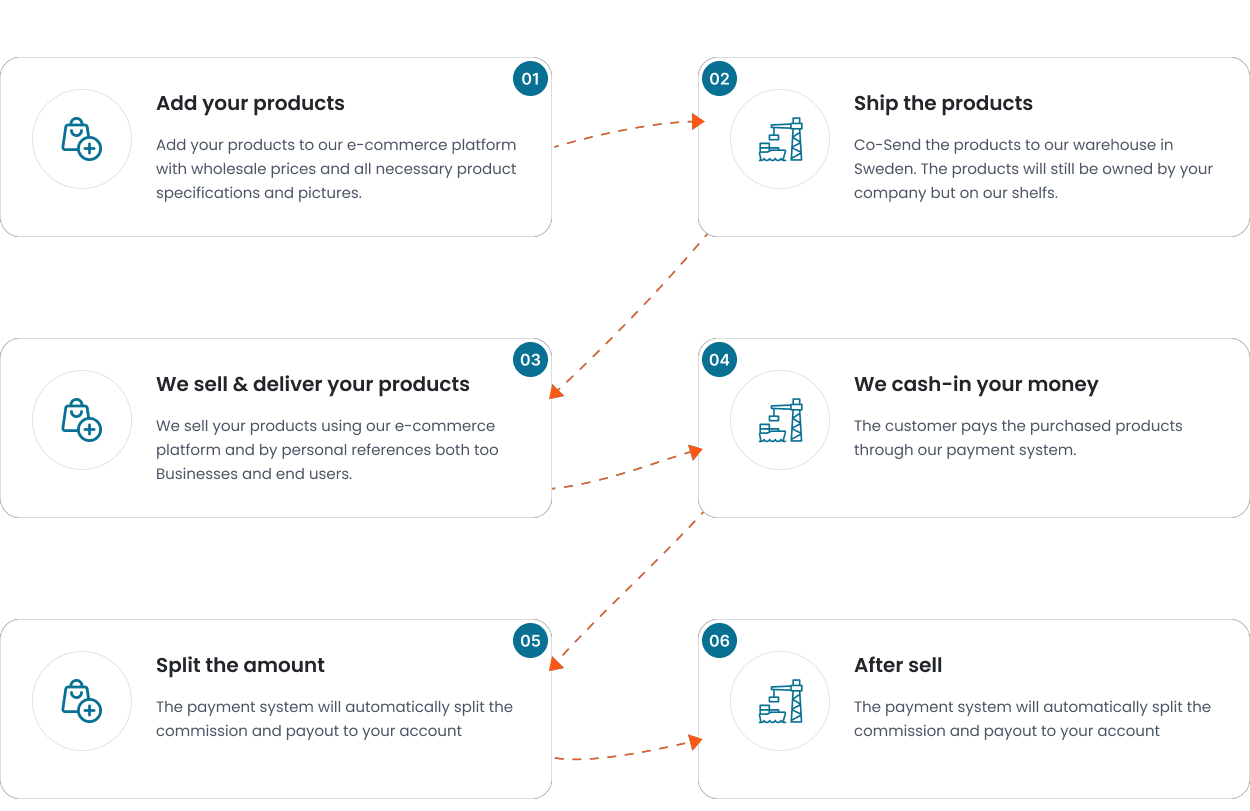 01
Add your products
Add your products to our e-commerce platform
with wholesale prices and all necessary product
specifications and pictures.
02
Ship the products
Co-Send the products to our warehouse in
Sweden. The products will still be owned by your
company but on our shelfs.
03
We sell & deliver your products
We sell your products using our e-commerce
platform and by personal references both too
Businesses and end users.
04
We cash-in your money
The customer pays the purchased products
through our payment system.
05
Split the amount
The payment system will automatically split the
commission and payout to your account
06
After sell
The payment system will automatically split the
commission and payout to your account